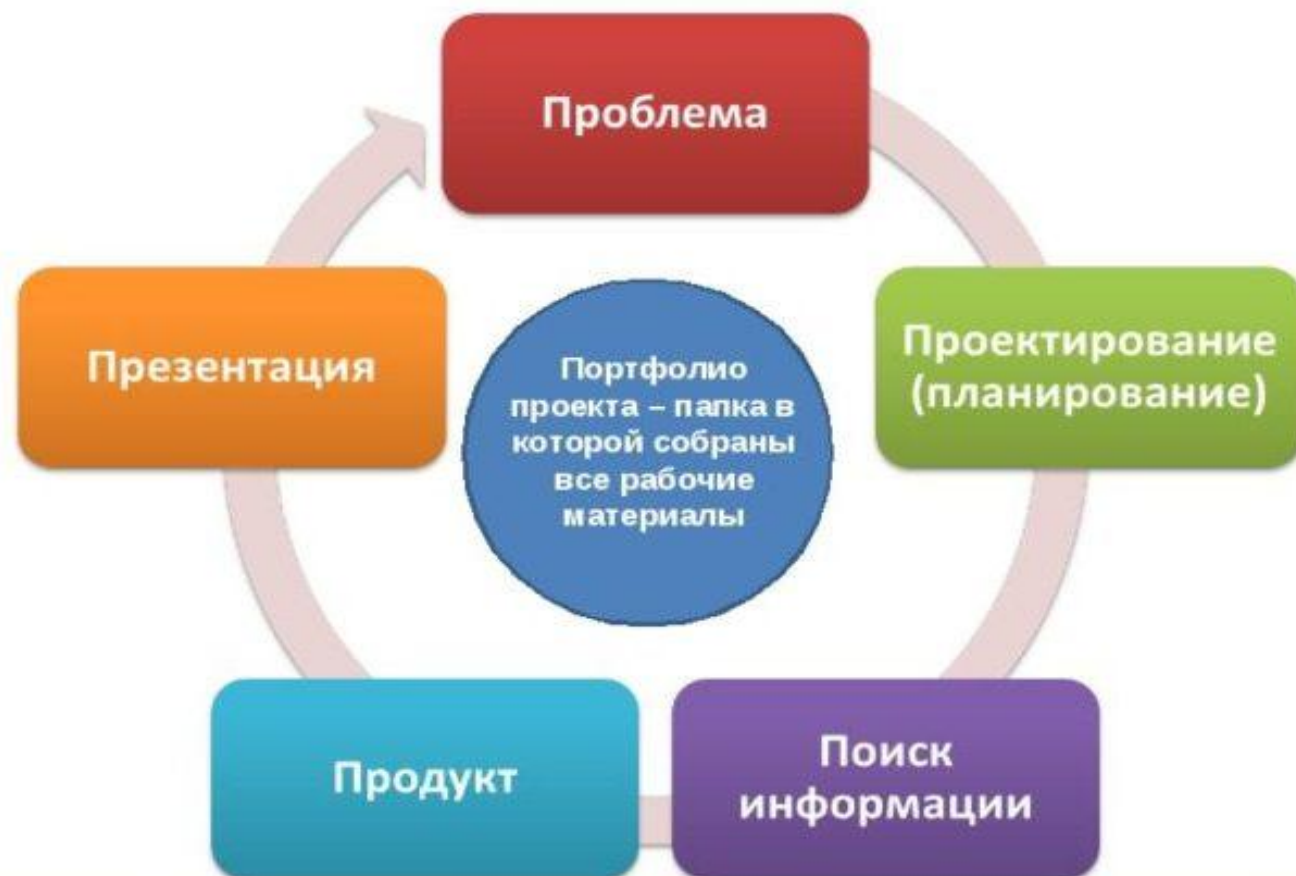 Проблема
Проектирование
(планирование)
Поиск
информации
Продукт
Презентация
Портфолио
проекта – папка в
которой собраны
все рабочие
материалы